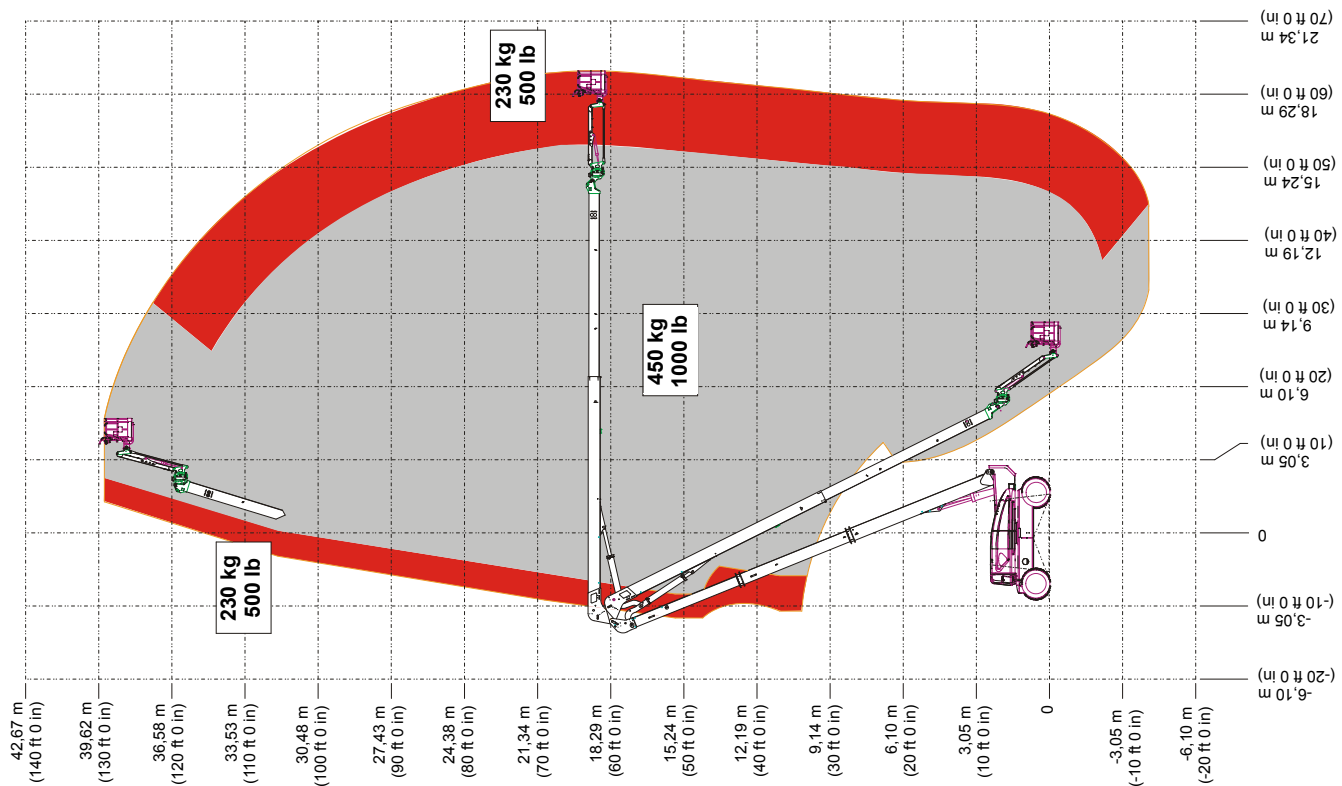 230 kg
500 lb
450 kg
1000 lb
230 kg
500 lb
42,67 m
(140 ft 0 in)
39,62 m
(130 ft 0 in)
36,58 m
(120 ft 0 in)
33,53 m
(110 ft 0 in)
30,48 m
(100 ft 0 in)
27,43 m
(90 ft 0 in)
24,38 m
(80 ft 0 in)
21,34 m
(70 ft 0 in)
18,29 m
(60 ft 0 in)
15,24 m
(50 ft 0 in)
12,19 m
(40 ft 0 in)
9,14 m
(30 ft 0 in)
6,10 m
(20 ft 0 in)
3,05 m
(10 ft 0 in)
0
-3,05 m
(-10 ft 0 in)
-6,10 m
(-20 ft 0 in)
-6,10 m
(-20 ft 0 in)
-3,05 m
(-10 ft 0 in)
0
3,05 m
(10 ft 0 in)
6,10 m
(20 ft 0 in)
9,14 m
(30 ft 0 in)
12,19 m
(40 ft 0 in)
15,24 m
(50 ft 0 in)
18,29 m
(60 ft 0 in)
21,34 m
(70 ft 0 in)